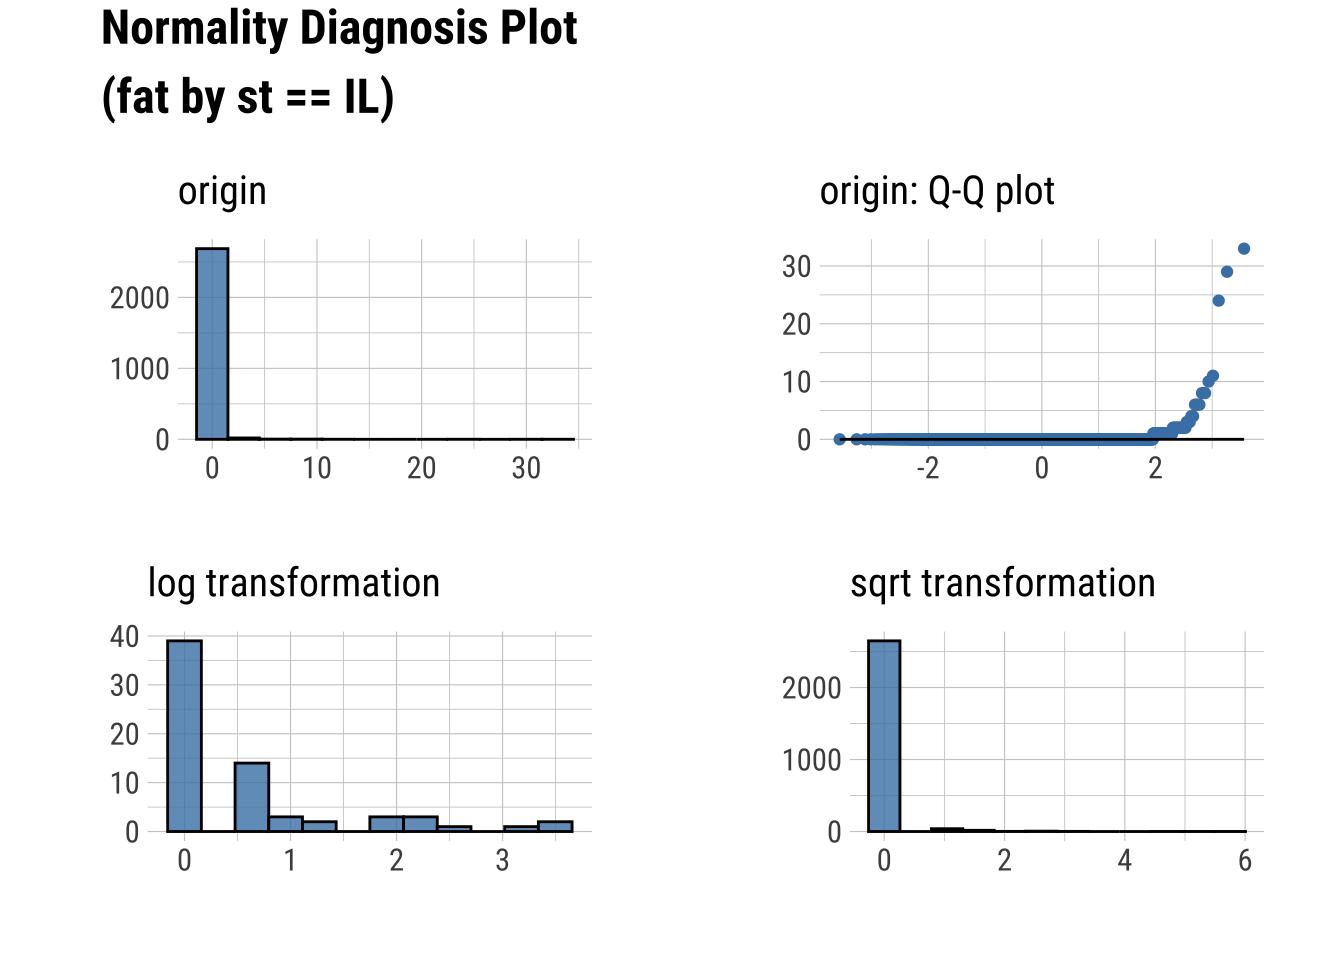 Normality Diagnosis Plot
(fat by st == IL)
origin
2000
1000
0
0 10 20 30
origin: Q-Q plot
30
20
10
0
-2 0 2
log transformation
40
30
20
10
0
0 1 2 3
sqrt transformation
2000
1000
0
0 2 4 6